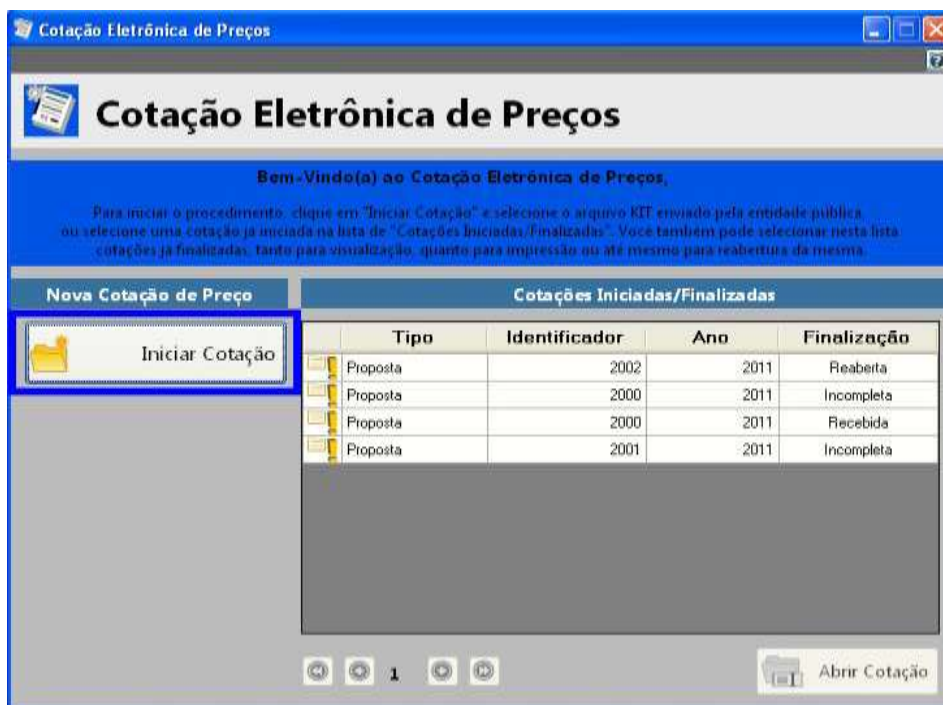 Cotação Eletrônica de Preços
Cotação Eletrônica de Preços
Bem-Vindo(a) ao Cotação Eletrônica de Preços,
Para iniciar o procedimento, clique em "Iniciar Cotação" e selecione o arquivo KIT enviado pela entidade pública,
ou selecione uma cotação já iniciada na lista de "Cotações Iniciadas/Finalizadas". Você também pode selecionar nesta lista
cotações já finalizadas, tanto para visualização, quanto para impressão ou até mesmo para reabertura da mesma.
Nova Cotação de Preço
Cotações Iniciadas/Finalizadas
Iniciar Cotação
Tipo Identificador Ano Finalização
Proposta 2002 2011 Reaberta
Proposta 2000 2011 Incompleta
Proposta 2000 2011 Recebida
Proposta 2001 2011 Incompleta
1
Abrir Cotação